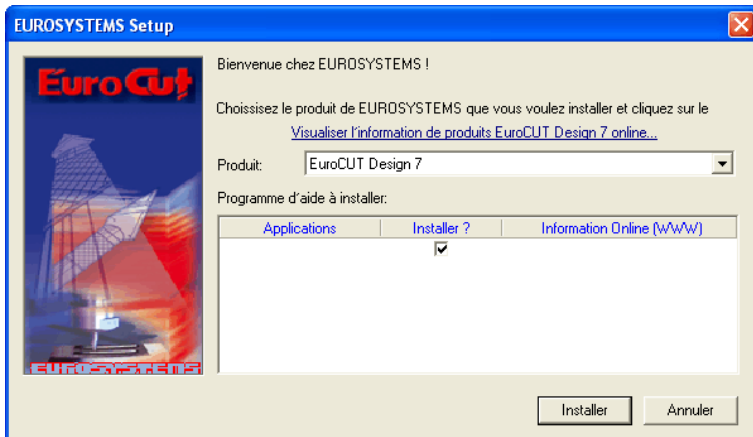 EUROSYSTEMS Setup
EuroCut
Bienvenue chez EUROSYSTEMS !
Choissisez le produit de EUROSYSTEMS que vous voulez installer et cliquez sur le
Visualiser l'information de produits EuroCUT Design 7 online...
Produit: EuroCUT Design 7
Programme d'aide à installer:
Applications Installer ? Information Online (WWW)
EUROSYSTEMS
Installer Annuler